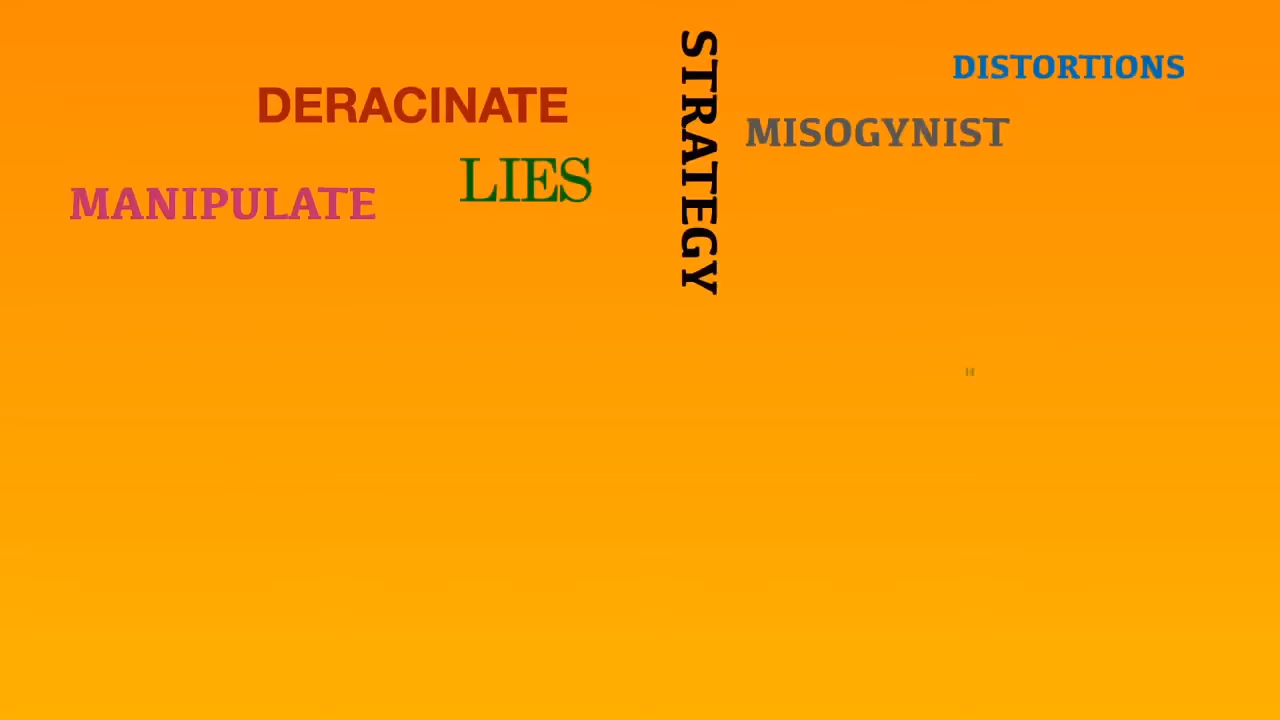 DISTORTIONS
DERACINATE
STRATEGY
MISOGYNIST
LIES
MANIPULATE